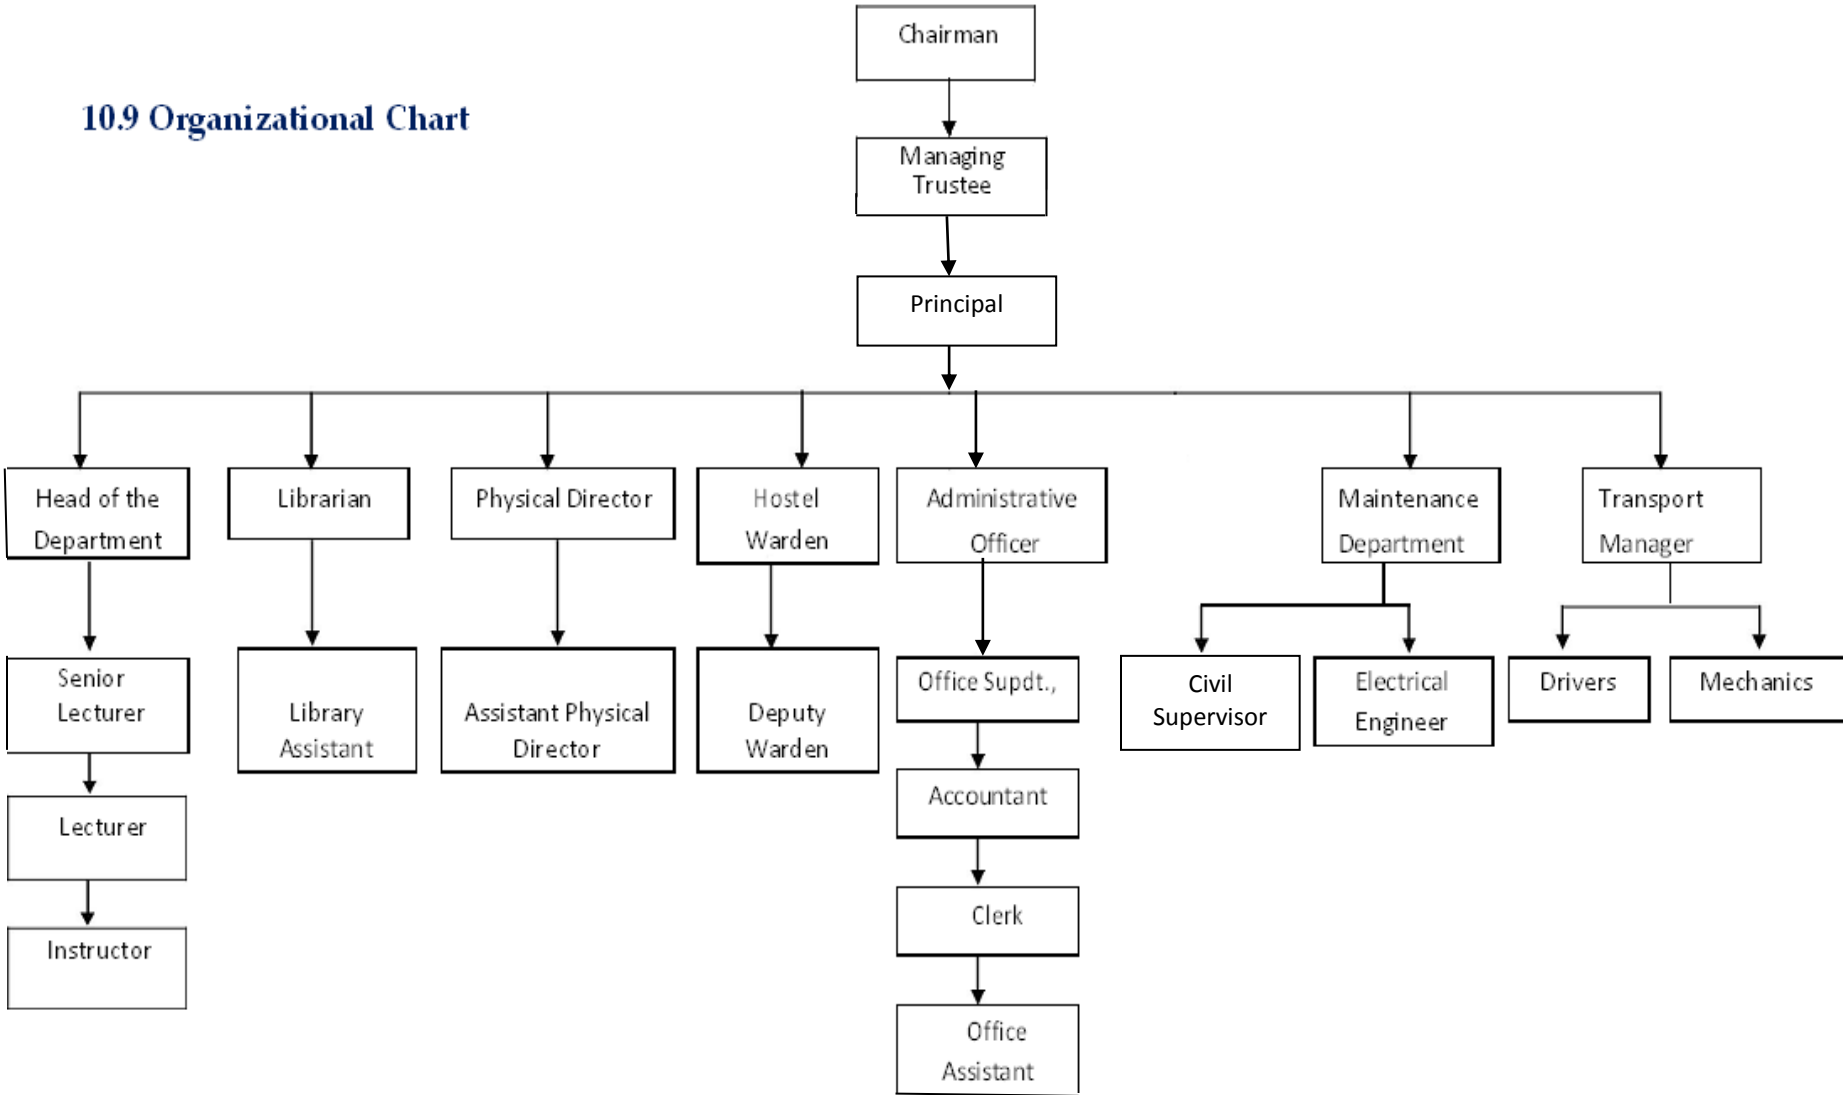 Chairman
10.9 Organizational Chart
Managing
Trustee
Principal
Head of the
Department
Librarian
Physical Director
Hostel
Warden
Administrative
Officer
Maintenance
Department
Transport
Manager
Senior
Lecturer
Library
Assistant
Assistant Physical
Director
Deputy
Warden
Office Supdt.,
Civil
Supervisor
Electrical
Engineer
Drivers
Mechanics
Lecturer
Accountant
Instructor
Clerk
Office
Assistant